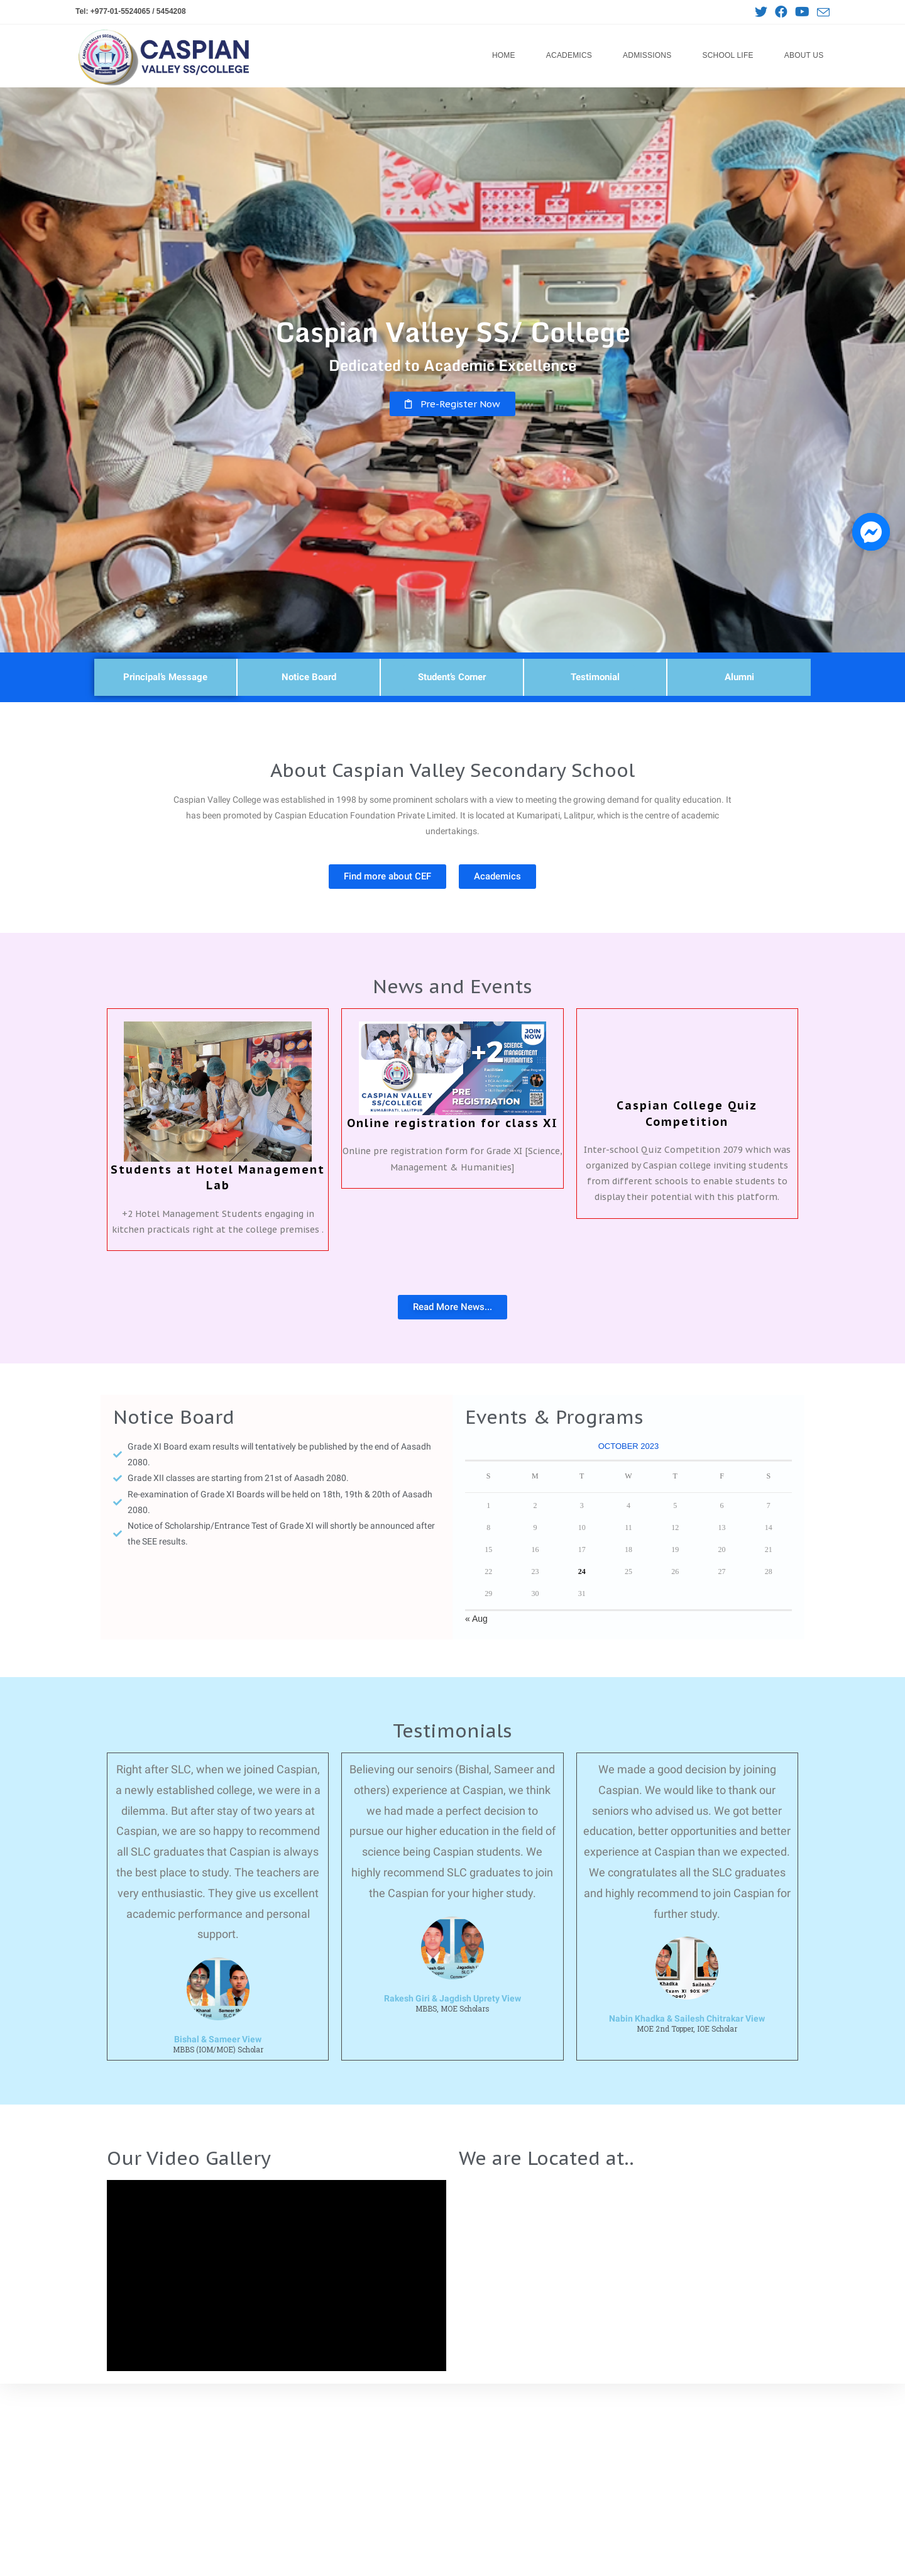 Tel: +977-01-5524065 / 5454208
CASPIAN
VALLEY SS/COLLEGE
HOME
ACADEMICS
ADMISSIONS
SCHOOL LIFE
ABOUT US
Caspian Valley SS/ College
Dedicated to Academic Excellence
Pre-Register Now
Principal's Message
Notice Board
Student's Corner
Testimonial
Alumni
About Caspian Valley Secondary School
Caspian Valley College was established in 1998 by some prominent scholars with a view to meeting the growing demand for quality education. It
has been promoted by Caspian Education Foundation Private Limited. It is located at Kumaripati, Lalitpur, which is the centre of academic
undertakings.
Find more about CEF
Academics
News and Events
Students at Hotel Management
Lab
+2 Hotel Management Students engaging in
kitchen practicals right at the college premises .
JOIN
NOW
+2
SCIENCE
MANAGEMENT
HUMANITIES
CASPIAN VALLEY
SS/COLLEGE
KUMARIPATI, LALITPUR
PRE
REGISTRATION
Online registration for class XI
Online pre registration form for Grade XI [Science,
Management & Humanities]
Caspian College Quiz
Competition
Inter-school Quiz Competition 2079 which was
organized by Caspian college inviting students
from different schools to enable students to
display their potential with this platform.
Read More News...
Notice Board
Grade XI Board exam results will tentatively be published by the end of Aasadh
2080.
Grade XII classes are starting from 21st of Aasadh 2080.
Re-examination of Grade XI Boards will be held on 18th, 19th & 20th of Aasadh
2080.
Notice of Scholarship/Entrance Test of Grade XI will shortly be announced after
the SEE results.
Events & Programs
OCTOBER 2023
S M T W T F S
1 2 3 4 5 6 7
8 9 10 11 12 13 14
15 16 17 18 19 20 21
22 23 24 25 26 27 28
29 30 31
« Aug
Testimonials
Right after SLC, when we joined Caspian,
a newly established college, we were in a
dilemma. But after stay of two years at
Caspian, we are so happy to recommend
all SLC graduates that Caspian is always
the best place to study. The teachers are
very enthusiastic. They give us excellent
academic performance and personal
support.
Bishal & Sameer View
MBBS (IOM/MOE) Scholar
Believing our senoirs (Bishal, Sameer and
others) experience at Caspian, we think
we had made a perfect decision to
pursue our higher education in the field of
science being Caspian students. We
highly recommend SLC graduates to join
the Caspian for your higher study.
Rakesh Giri & Jagdish Uprety View
MBBS, MOE Scholars
We made a good decision by joining
Caspian. We would like to thank our
seniors who advised us. We got better
education, better opportunities and better
experience at Caspian than we expected.
We congratulates all the SLC graduates
and highly recommend to join Caspian for
further study.
Nabin Khadka & Sailesh Chitrakar View
MOE 2nd Topper, IOE Scholar
Our Video Gallery
We are Located at..